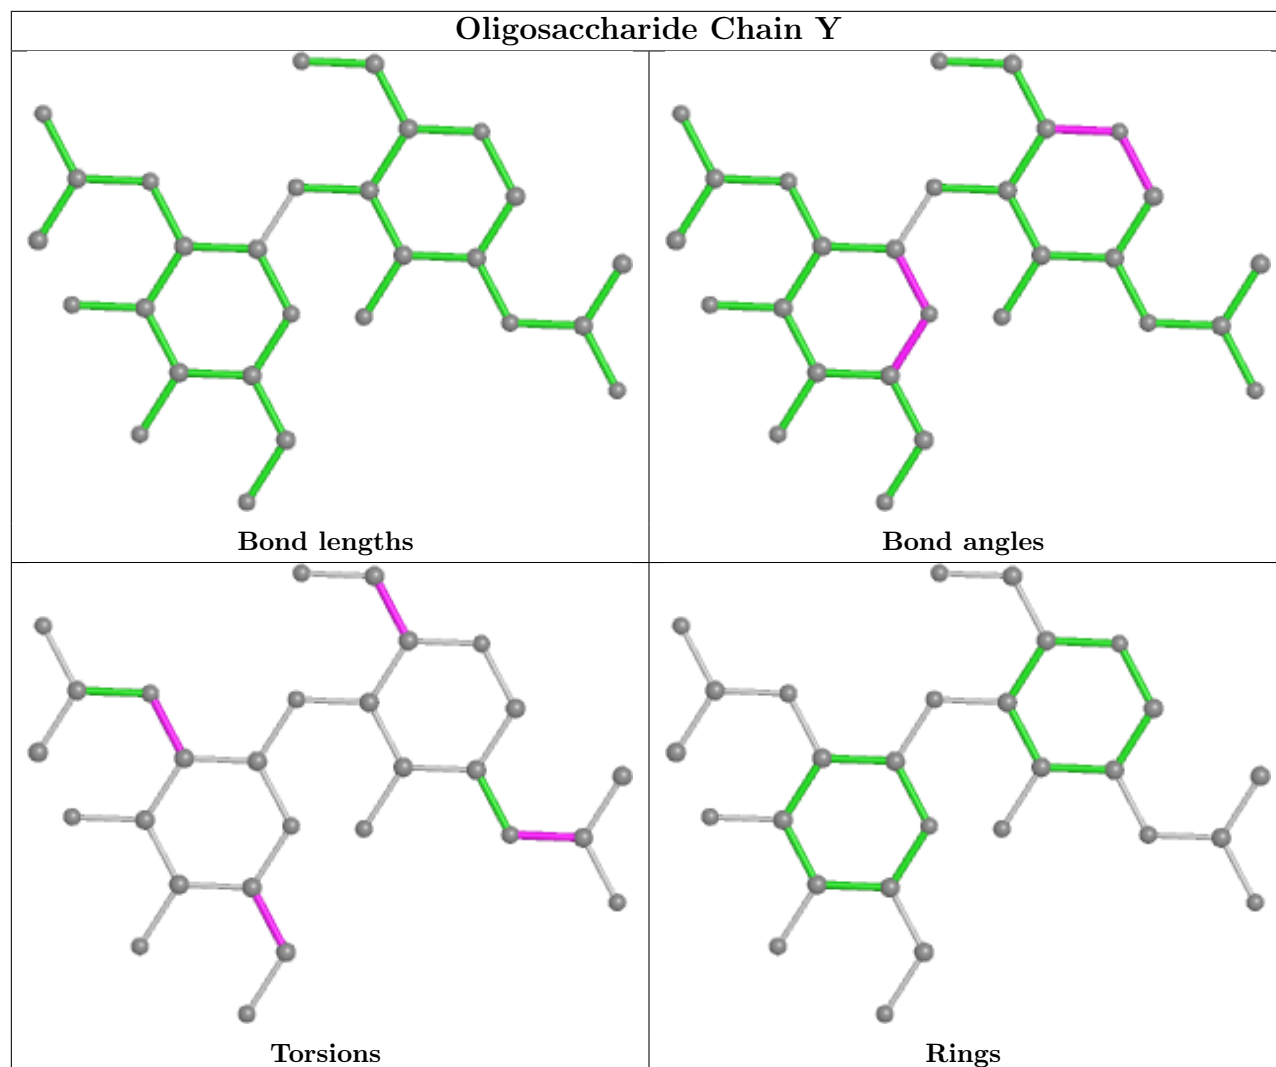 Oligosaccharide Chain Y
Bond lengths
Bond angles
Torsions
Rings